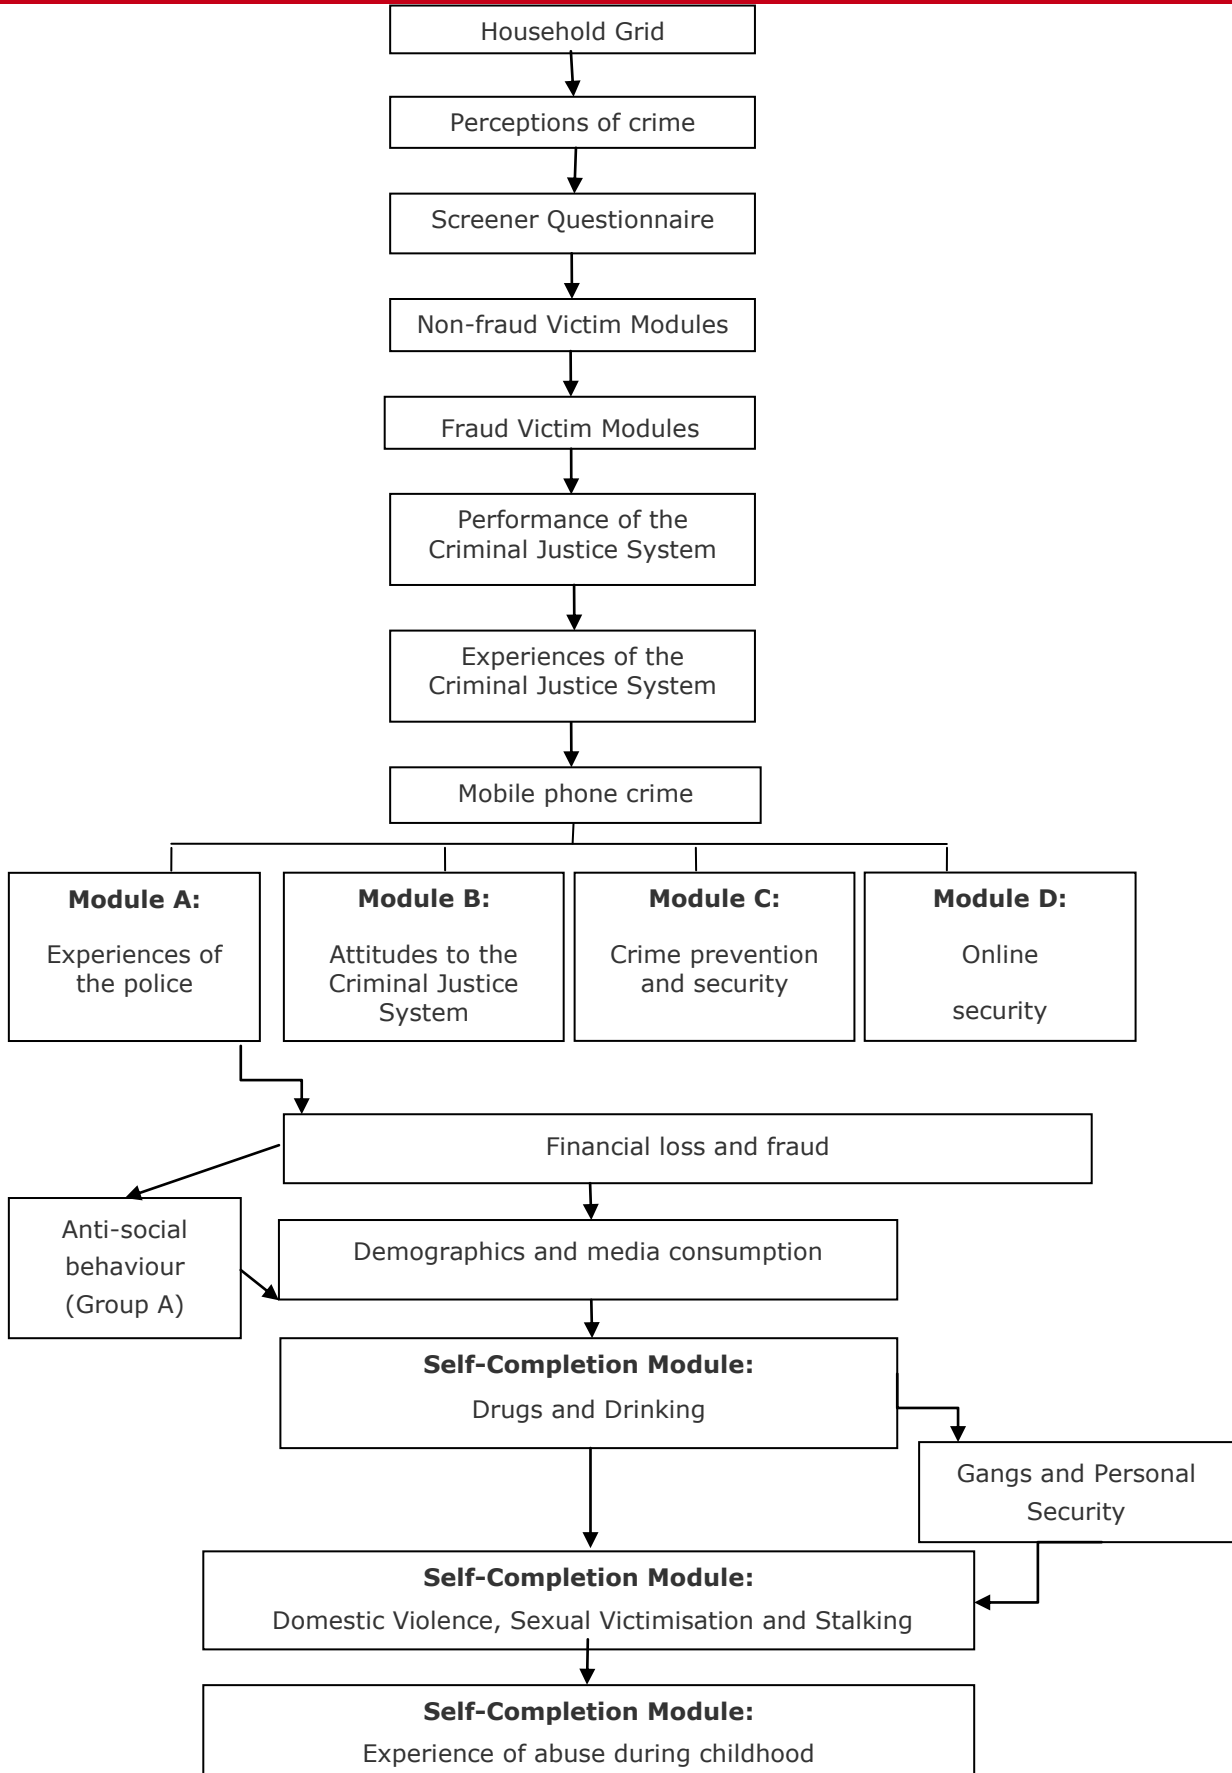 Household Grid
Perceptions of crime
Screener Questionnaire
Non-fraud Victim Modules
Fraud Victim Modules
Performance of the
Criminal Justice System
Experiences of the
Criminal Justice System
Mobile phone crime
Module A:
Experiences of
the police
Module B:
Attitudes to the
Criminal Justice
System
Module C:
Crime prevention
and security
Module D:
Online
security
Financial loss and fraud
Anti-social
behaviour
(Group A)
Demographics and media consumption
Self-Completion Module:
Drugs and Drinking
Gangs and Personal
Security
Self-Completion Module:
Domestic Violence, Sexual Victimisation and Stalking
Self-Completion Module:
Experience of abuse during childhood